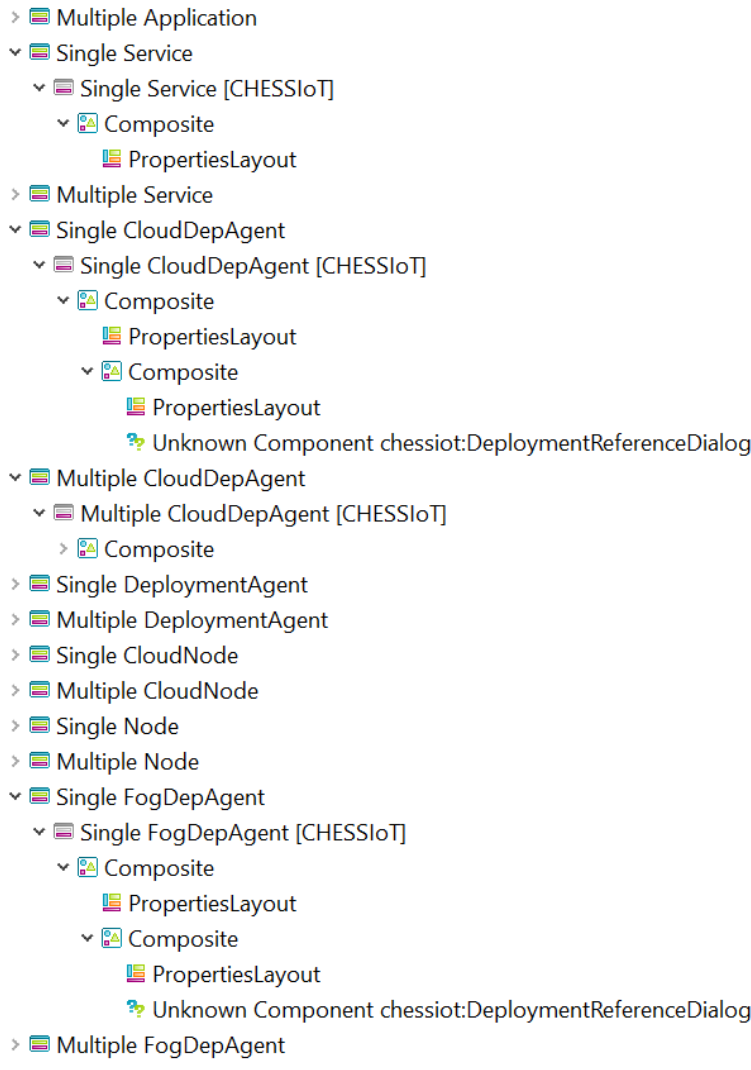 Multiple Application
Single Service
Single Service [CHESSIoT]
Composite
PropertiesLayout
Multiple Service
Single CloudDepAgent
Single CloudDepAgent [CHESSIoT]
Composite
PropertiesLayout
Composite
PropertiesLayout
Unknown Component chessiot:DeploymentReferenceDialog
Multiple CloudDepAgent
Multiple CloudDepAgent [CHESSIoT]
Composite
Single DeploymentAgent
Multiple DeploymentAgent
Single CloudNode
Multiple CloudNode
Single Node
Multiple Node
Single FogDepAgent
Single FogDepAgent [CHESSIoT]
Composite
PropertiesLayout
Composite
PropertiesLayout
Unknown Component chessiot:DeploymentReferenceDialog
Multiple FogDepAgent